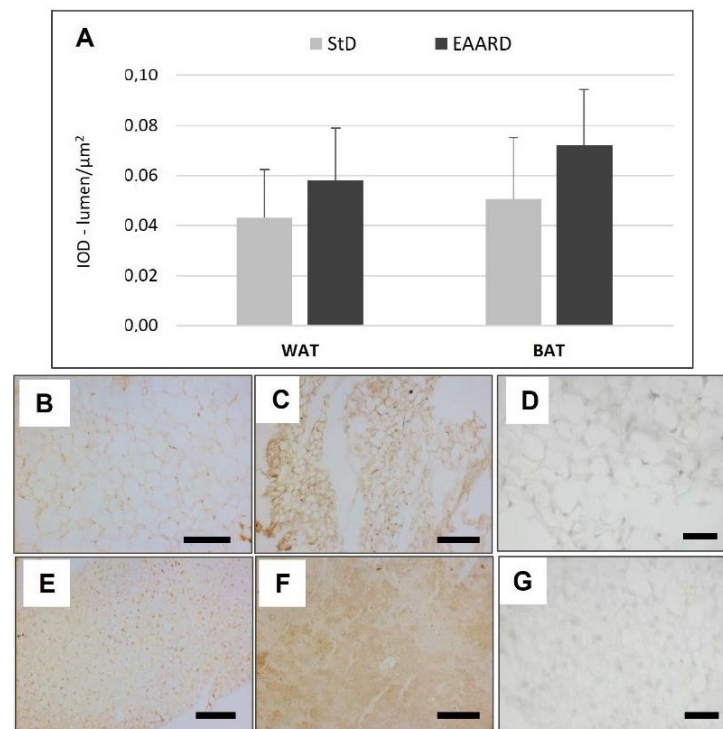 A
StD EAARD
IOD - lumen/µm²
0,10
0,08
0,06
0,04
0,02
0,00
WAT BAT
B C D
E F G